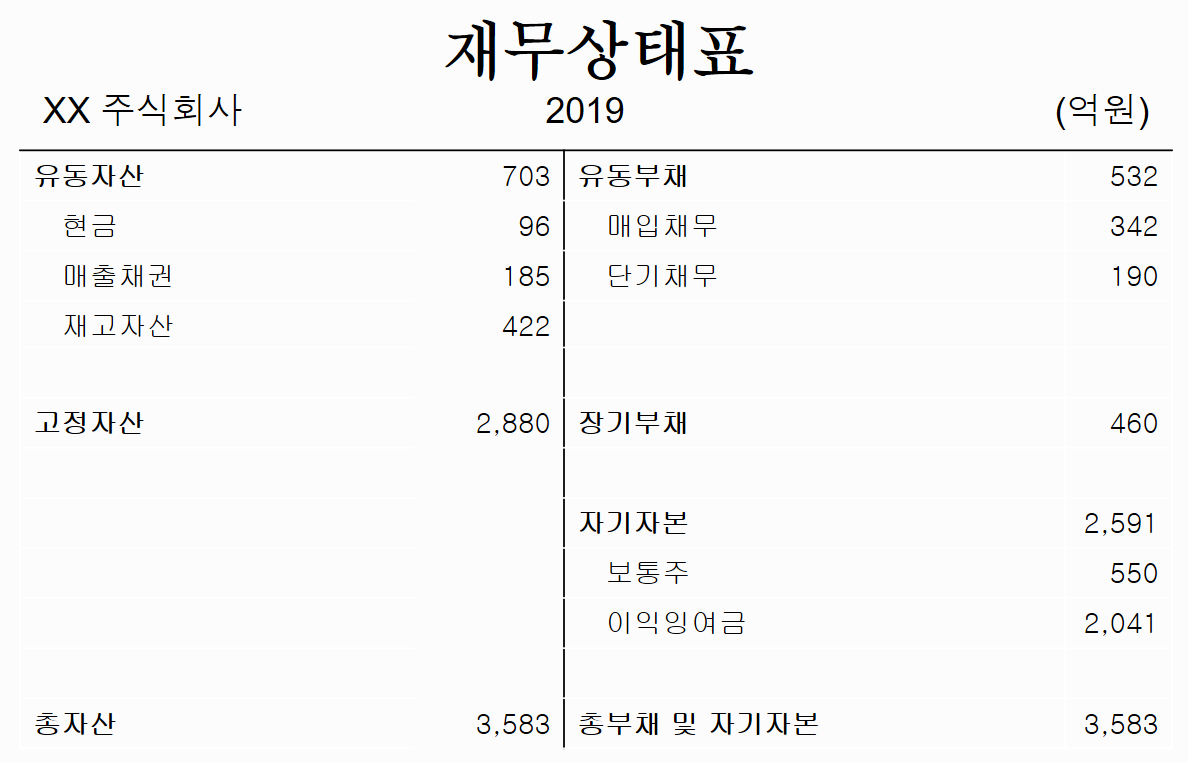 재무상태표
XX 주식회사 2019 (억원)
유동자산 703 유동부채 532
현금 96 매입채무 342
매출채권 185 단기채무 190
재고자산 422
고정자산 2,880 장기부채 460
자기자본 2,591
보통주 550
이익잉여금 2,041
총자산 3,583 총부채 및 자기자본 3,583